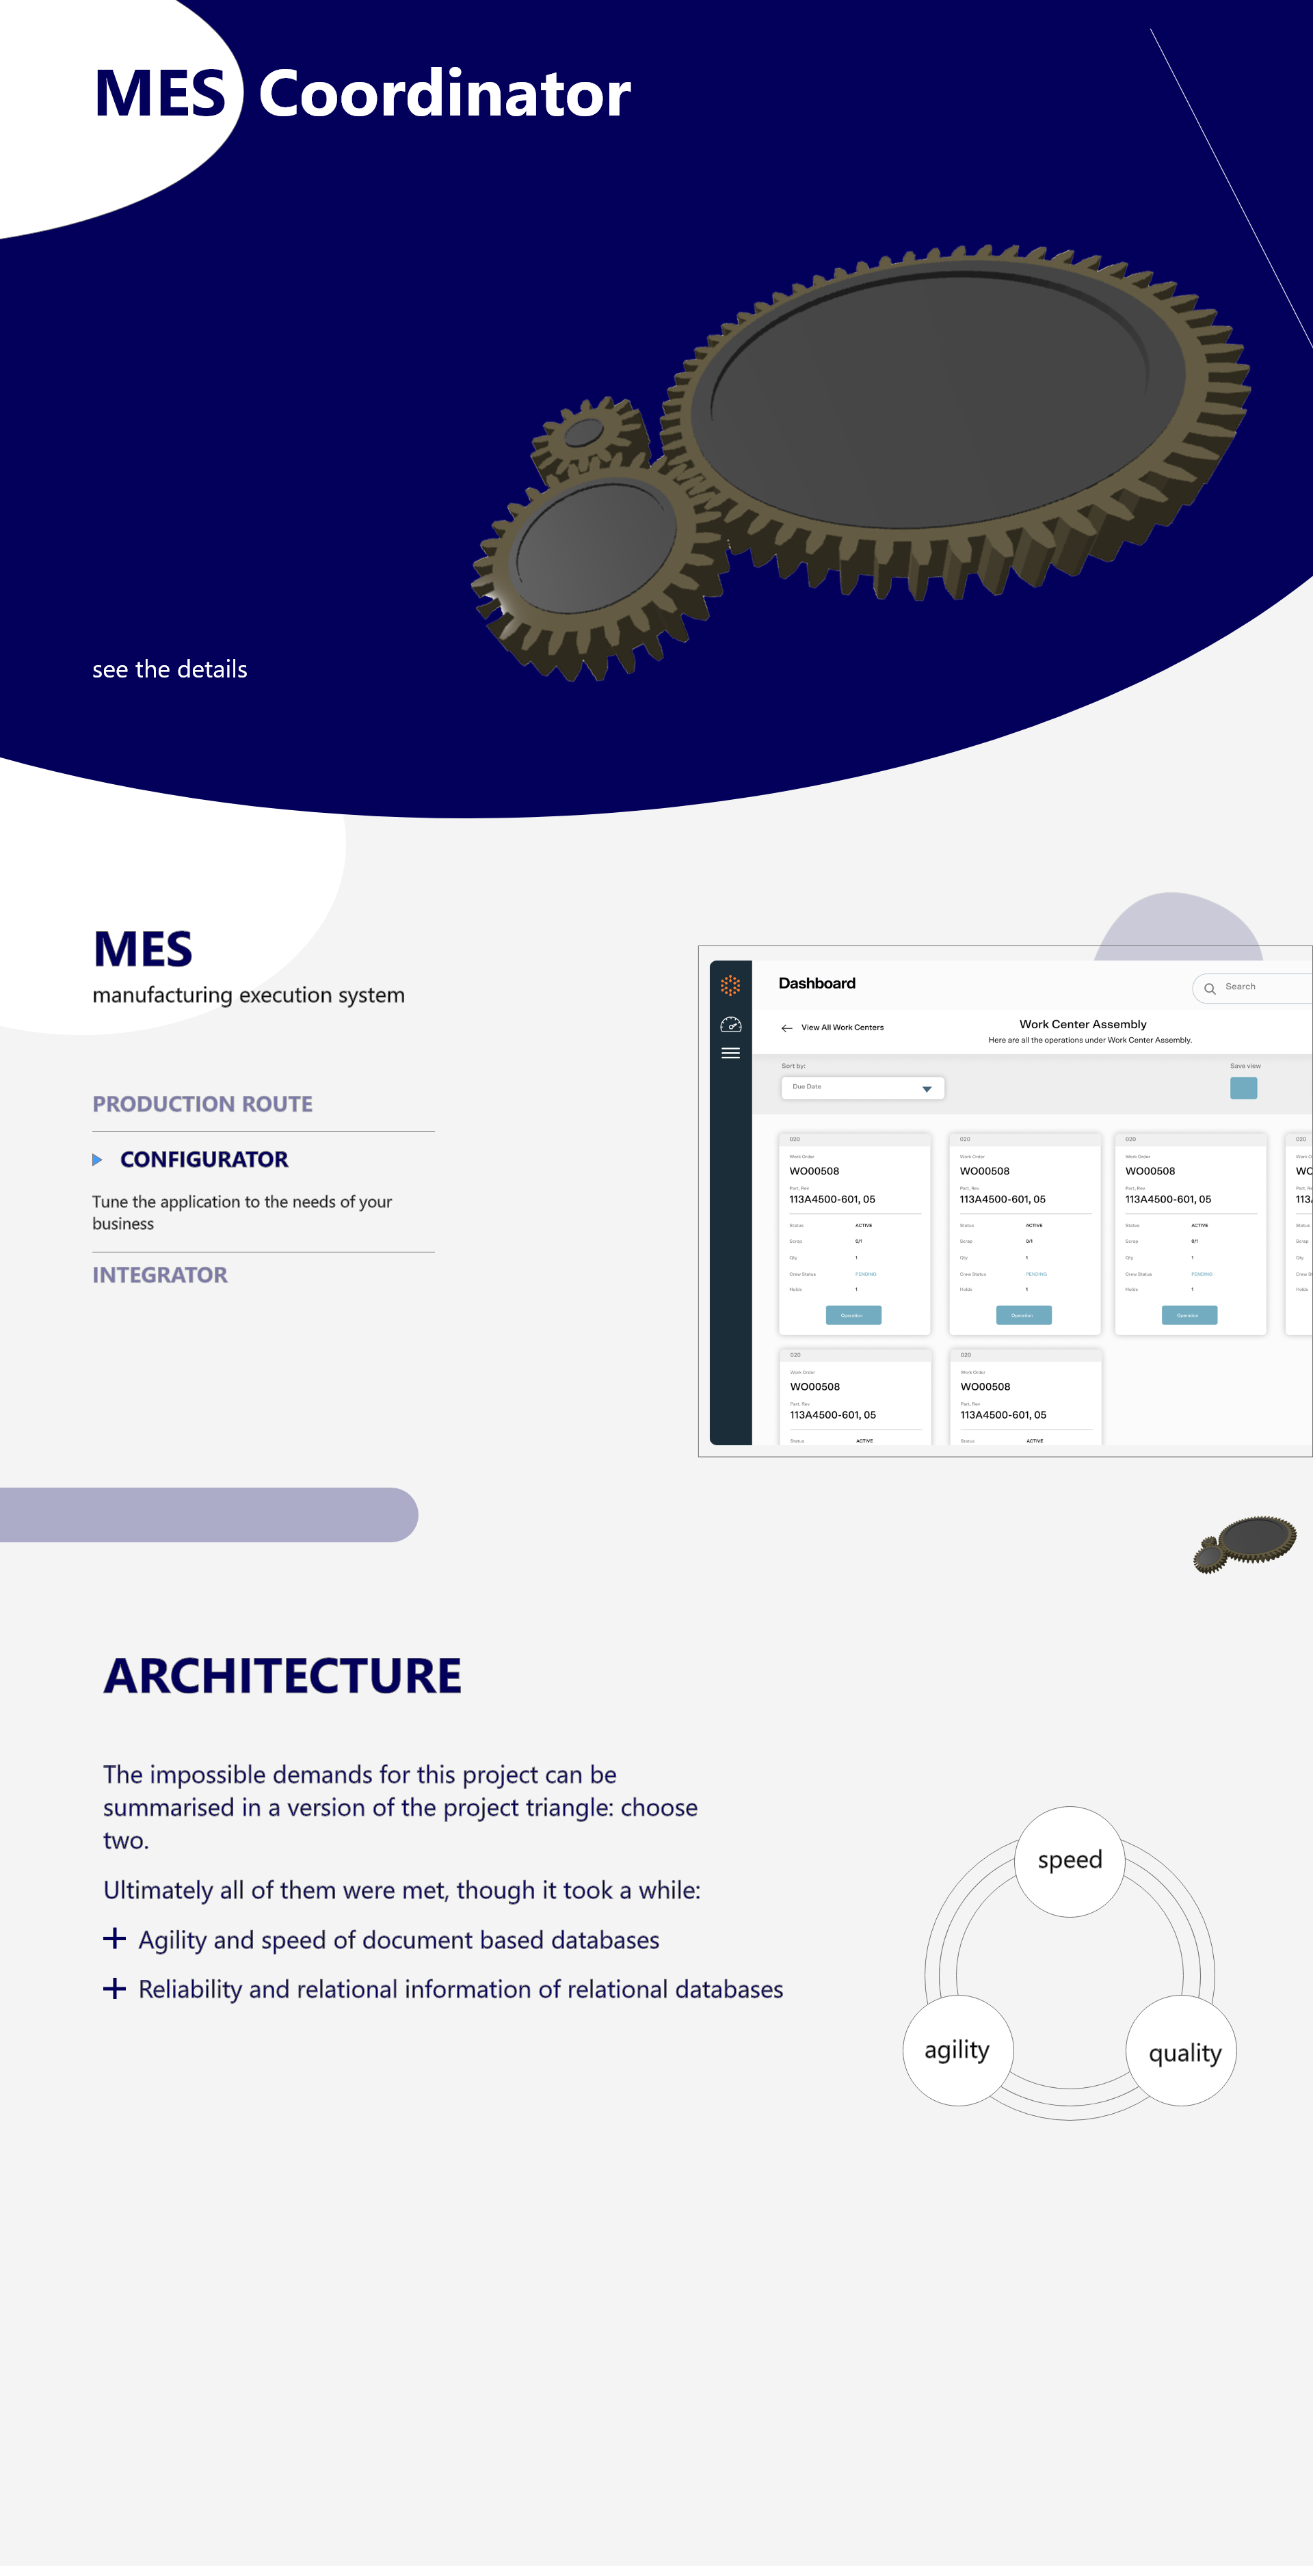 MES Coordinator
see the details
MES
manufacturing execution system
PRODUCTION ROUTE
CONFIGURATOR
Tune the application to the needs of your
business
INTEGRATOR
Dashboard
Search
View All Work Centers
Work Center Assembly
Here are all the operations under Work Center Assembly.
Sort by:
Save view
Due Date
020 020 020 020
Work Order Work Order Work Order
WO00508 WO00508 WO00508
Part, Rev Part, Rev Part, Rev
113A4500-601, 05 113A4500-601, 05 113A4500-601, 05
Status ACTIVE Status ACTIVE Status ACTIVE
Scrap 0/1 Scrap 0/1 Scrap 0/1
Qty 1 Qty 1 Qty 1
Crew Status PENDING Crew Status PENDING Crew Status PENDING
Holds 1 Holds 1 Holds 1
Operation Operation Operation
020 020
Work Order Work Order
WO00508 WO00508
Part, Rev Part, Rev
113A4500-601, 05 113A4500-601, 05
Status ACTIVE Status ACTIVE
ARCHITECTURE
The impossible demands for this project can be
summarised in a version of the project triangle: choose
two.
Ultimately all of them were met, though it took a while:
+ Agility and speed of document based databases
+ Reliability and relational information of relational databases
speed
agility
quality